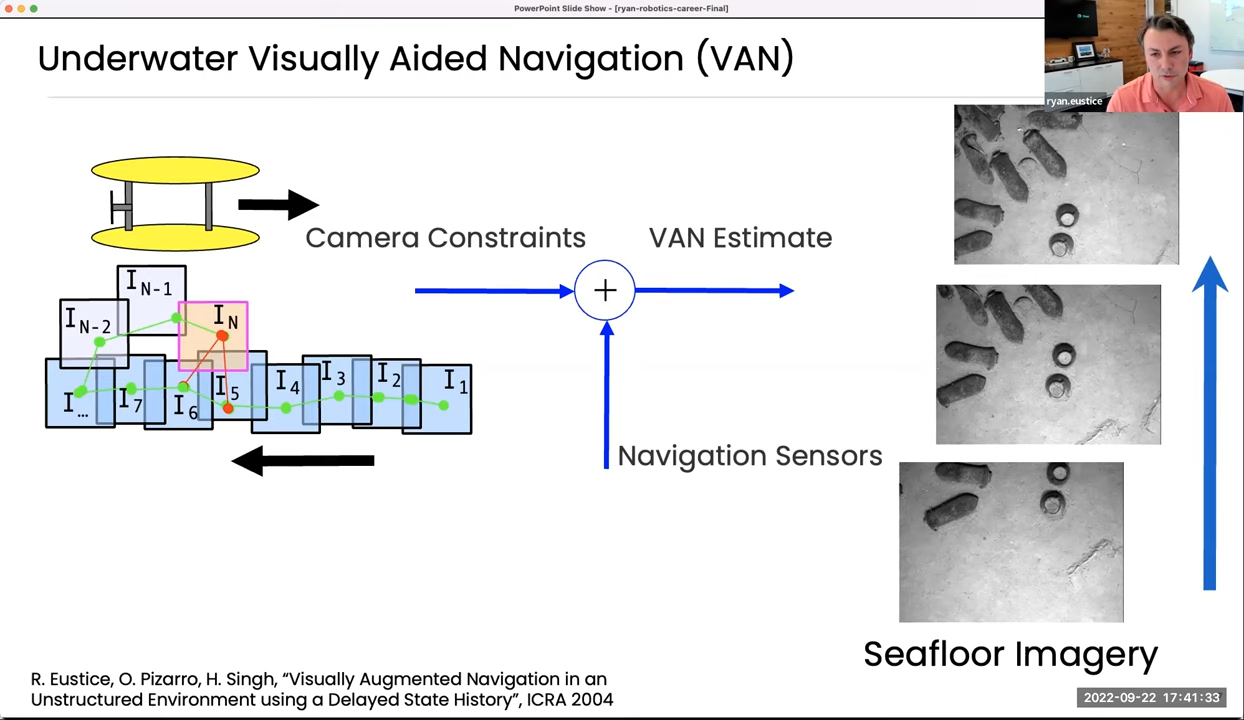 PowerPoint Slide Show - [ryan-robotics-career-Final]
Underwater Visually Aided Navigation (VAN)
ryan.eustice
Camera Constraints
VAN Estimate
+
I N-1
I N-2
I N
I...
I 7
I 6
I 5
I 4
I 3
I 2
I 1
Navigation Sensors
Seafloor Imagery
R. Eustice, O. Pizarro, H. Singh, “Visually Augmented Navigation in an
Unstructured Environment using a Delayed State History”, ICRA 2004
2022-09-22 17:41:33